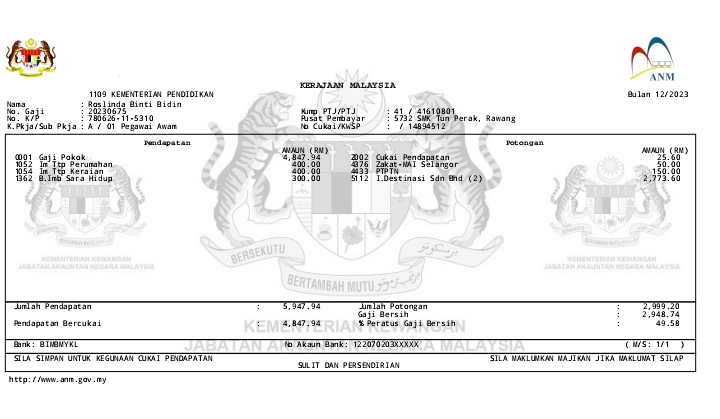 ANM
KERAJAAN MALAYSIA
1109 KEMENTERIAN PENDIDIKAN Bulan 12/2023
Nama : Roslinda Binti Bidin
No. Gaji : 20230675 Kump PTJ/PTJ : 41 / 41610801
No. K/P : 780626-11-5310 Pusat Pembayar : 5732 SMK Tun Perak, Rawang
K.Pkja/Sub Pkja : A / 01 Pegawai Awam No Cukai/KWSP : / 14894512
Pendapatan Potongan
AMAUN (RM) AMAUN (RM)
0001 Gaji Pokok 4,847.94 2002 Cukai Pendapatan 25.60
1052 Im Ttp Perumahan 400.00 4376 Zakat-MAI Selangor 50.00
1054 Im Ttp Keraian 400.00 4433 PTPTN 150.00
1362 B.Imb Sara Hidup 300.00 5112 I.Destinasi Sdn Bhd (2) 2,773.60
BERSEKUTU BERTAMBAH MUTU
KEMENTERIAN KEWANGAN
JABATAN AKAUNTAN NEGARA MALAYSIA
KEMENTERIAN KEWANGAN
JABATAN AKAUNTAN NEGARA MALAYSIA
Jumlah Pendapatan : 5,947.94 Jumlah Potongan : 2,999.20
Gaji Bersih : 2,948.74
Pendapatan Bercukai : 4,847.94 % Peratus Gaji Bersih : 49.58
KEMENTERIAN KEWANGAN
JABATAN AKAUNTAN NEGARA MALAYSIA
Bank: BIMBMYKL No Akaun Bank: 122070203XXXXX ( M/S: 1/1 )
SILA SIMPAN UNTUK KEGUNAAN CUKAI PENDAPATAN SILA MAKLUMKAN MAJIKAN JIKA MAKLUMAT SILAP
SULIT DAN PERSENDIRIAN
http://www.anm.gov.my